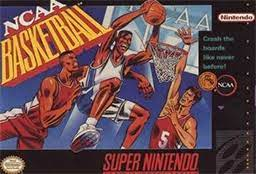 NCAA
BASKETBALL
Nintendo
Crash the
boards
like never
before!
NCAA
5
SUPER NINTENDO